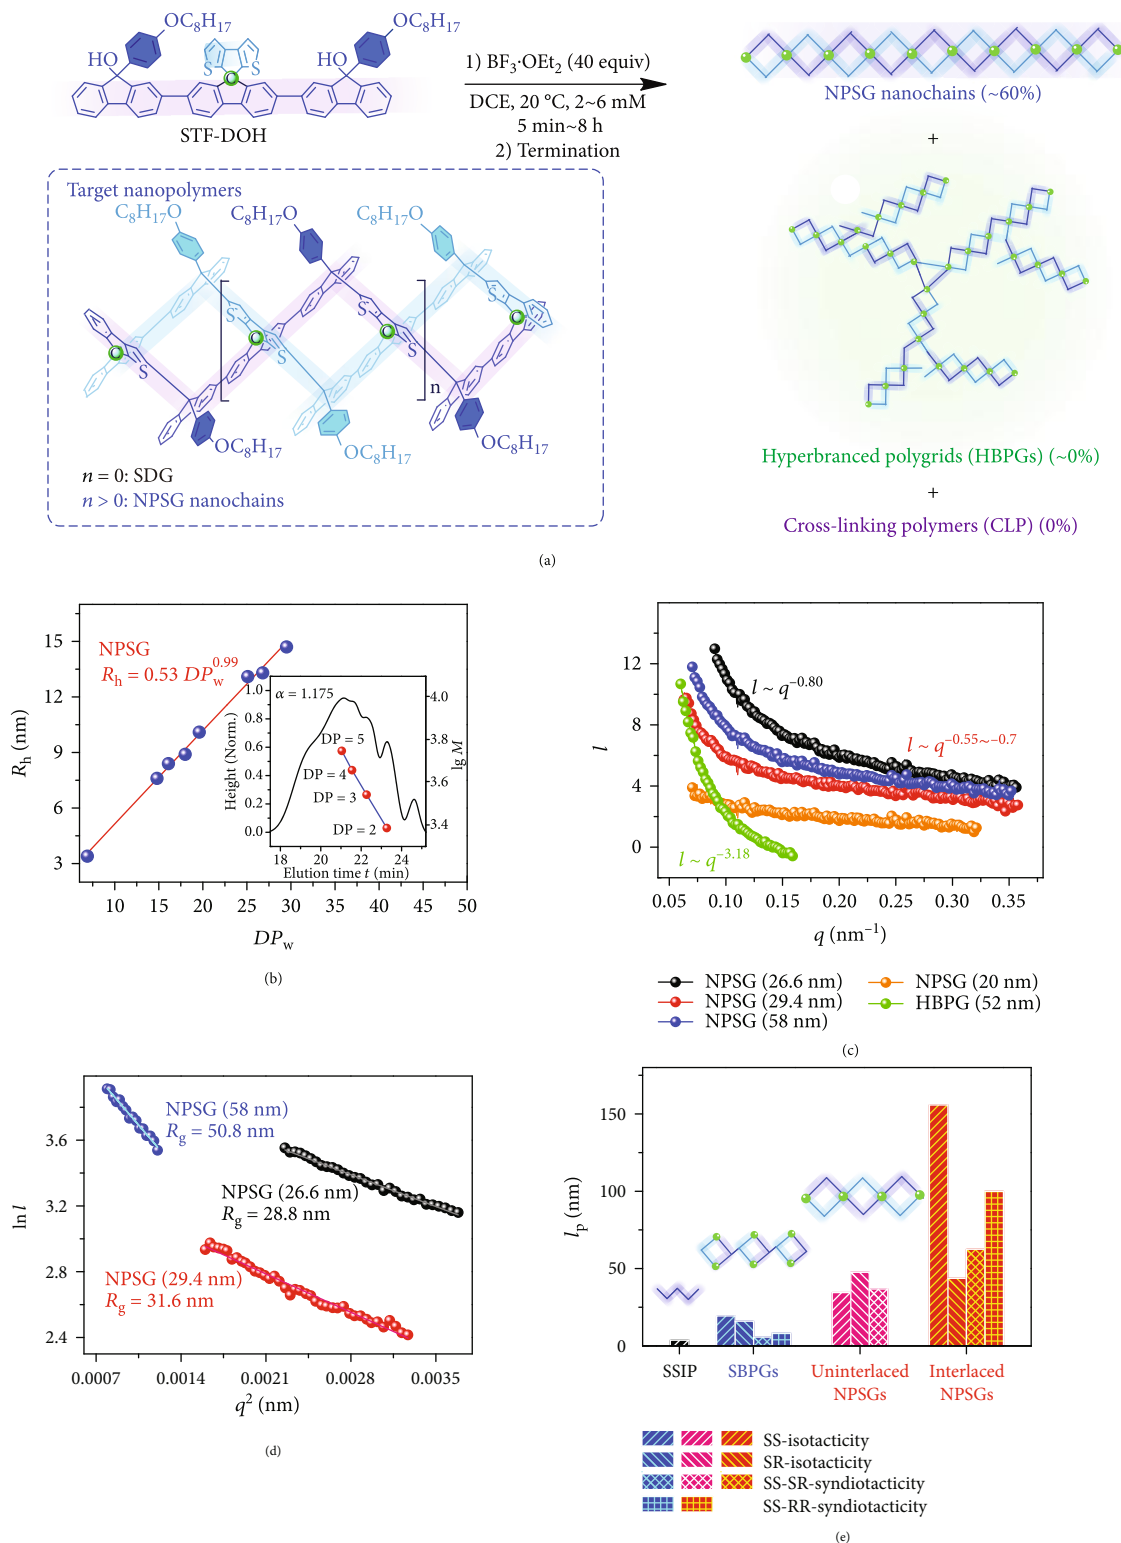 OC8H17
OC8H17
HO
S
S
C
HO
STF-DOH
1) BF3·OEt2 (40 equiv)
DCE, 20 °C, 2~6 mM
5 min~8 h
2) Termination
NPSG nanochains (~60%)
+
Hyperbranced polygrids (HBPGs) (~0%)
+
Cross-linking polymers (CLP) (0%)
Target nanopolymers
C8H17O
C8H17O
C8H17O
S
S
S
C
C
C
C
S
S
S
n
OC8H17
OC8H17
OC8H17
n = 0: SDG
n > 0: NPSG nanochains
(a)
15
12
9
6
3
Rh (nm)
NPSG
Rh = 0.53 DPw^0.99
10 15 20 25 30 35 40 45 50
DPw
1.0
0.8
0.6
0.4
0.2
0.0
Height (Norm.)
α = 1.175
DP = 5
DP = 4
DP = 3
DP = 2
4.0
3.8
3.6
3.4
lg M
18 20 22 24
Elution time t (min)
(b)
12
8
4
0
l
l ~ q^−0.80
l ~ q^−0.55~−0.7
l ~ q^−3.18
0.05 0.10 0.15 0.20 0.25 0.30 0.35
q (nm−1)
NPSG (26.6 nm)
NPSG (29.4 nm)
NPSG (58 nm)
NPSG (20 nm)
HBPG (52 nm)
(c)
3.6
3.2
2.8
2.4
ln l
NPSG (58 nm)
Rg = 50.8 nm
NPSG (26.6 nm)
Rg = 28.8 nm
NPSG (29.4 nm)
Rg = 31.6 nm
0.0007 0.0014 0.0021 0.0028 0.0035
q2 (nm)
(d)
150
100
50
0
lp (nm)
SSIP
SBPGs
Uninterlaced
NPSGs
Interlaced
NPSGs
SS-isotacticity
SR-isotacticity
SS-SR-syndiotacticity
SS-RR-syndiotacticity
(e)